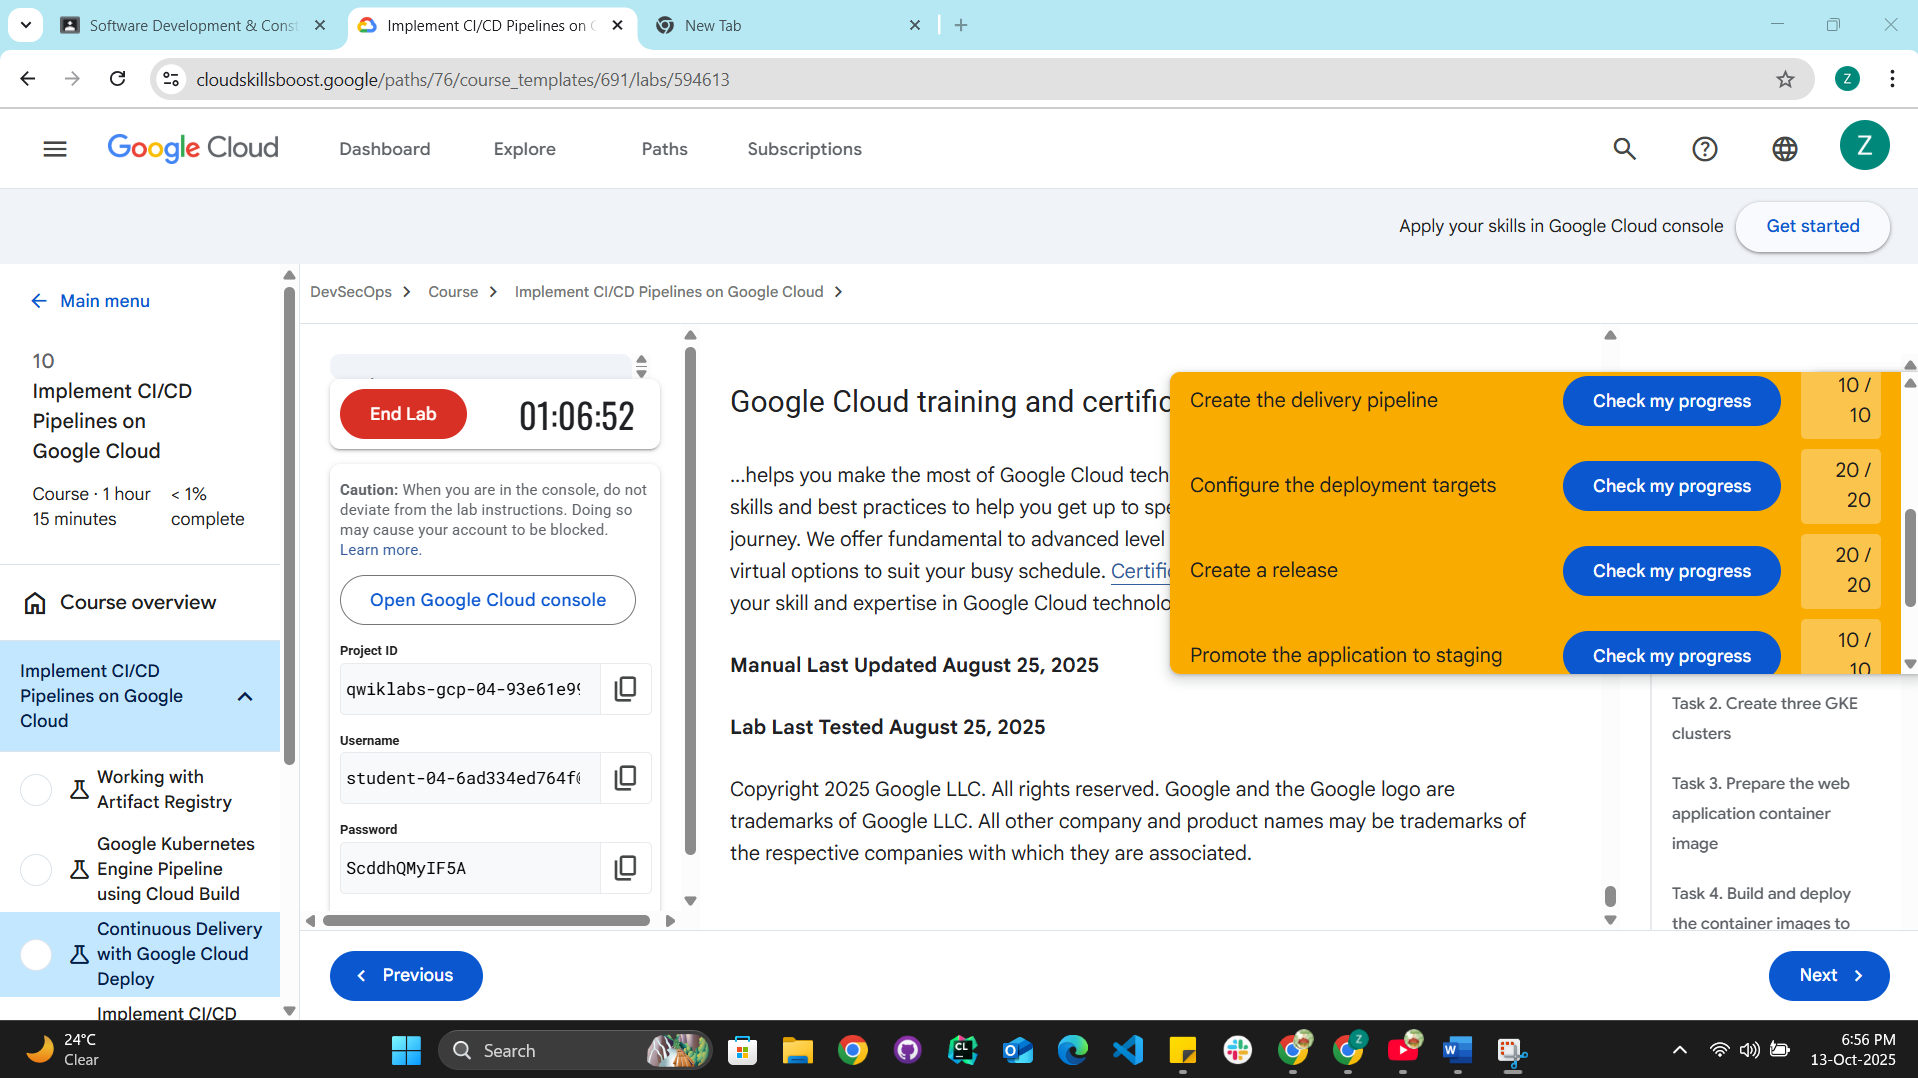 Software Development & Const
Implement CI/CD Pipelines on G
New Tab
cloudskillsboost.google/paths/76/course_templates/691/labs/594613
Z
Google Cloud
Dashboard
Explore
Paths
Subscriptions
Z
Apply your skills in Google Cloud console
Get started
Main menu
10
Implement CI/CD
Pipelines on
Google Cloud
Course · 1 hour
15 minutes
< 1%
complete
Course overview
Implement CI/CD
Pipelines on Google
Cloud
Working with
Artifact Registry
Google Kubernetes
Engine Pipeline
using Cloud Build
Continuous Delivery
with Google Cloud
Deploy
Implement CI/CD
DevSecOps
Course
Implement CI/CD Pipelines on Google Cloud
End Lab
01:06:52
Caution: When you are in the console, do not
deviate from the lab instructions. Doing so
may cause your account to be blocked.
Learn more.
Open Google Cloud console
Project ID
qwiklabs-gcp-04-93e61e99
Username
student-04-6ad334ed764f0
Password
ScddhQMyIF5A
Google Cloud training and certific
...helps you make the most of Google Cloud tech
skills and best practices to help you get up to spe
journey. We offer fundamental to advanced level
virtual options to suit your busy schedule. Certific
your skill and expertise in Google Cloud technolo
Manual Last Updated August 25, 2025
Lab Last Tested August 25, 2025
Copyright 2025 Google LLC. All rights reserved. Google and the Google logo are
trademarks of Google LLC. All other company and product names may be trademarks of
the respective companies with which they are associated.
Create the delivery pipeline
Check my progress
10 /
10
Configure the deployment targets
Check my progress
20 /
20
Create a release
Check my progress
20 /
20
Promote the application to staging
Check my progress
10 /
10
Task 2. Create three GKE
clusters
Task 3. Prepare the web
application container
image
Task 4. Build and deploy
the container images to
Previous
Next
24°C
Clear
Search
6:56 PM
13-Oct-2025